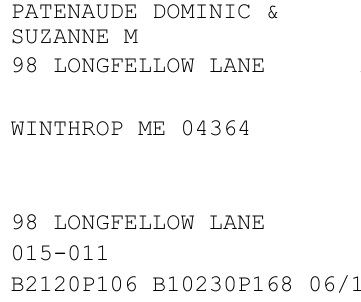 PATENAUDE DOMINIC &
SUZANNE M
98 LONGFELLOW LANE
WINTHROP ME 04364
98 LONGFELLOW LANE
015-011
B2120P106 B10230P168 06/1